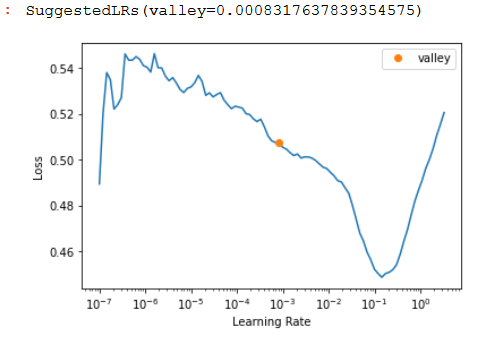 : SuggestedLRs(valley=0.0008317637839354575)
valley
0.54
0.52
0.50
0.48
0.46
Loss
10⁻⁷ 10⁻⁶ 10⁻⁵ 10⁻⁴ 10⁻³ 10⁻² 10⁻¹ 10⁰
Learning Rate